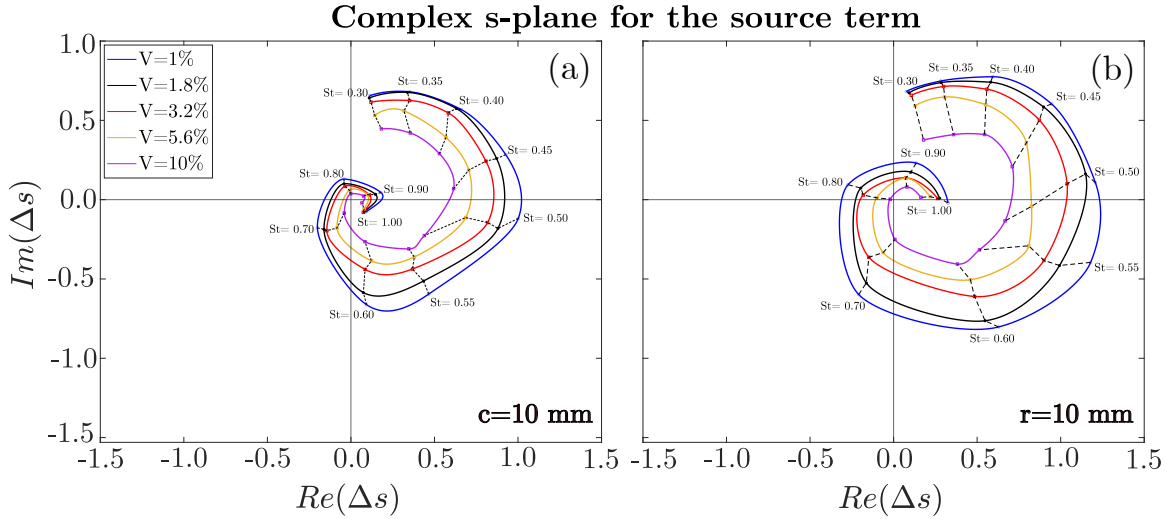 Complex s-plane for the source term
Im(Δs)
1.0
0.5
0.0
-0.5
-1.0
-1.5
V=1%
V=1.8%
V=3.2%
V=5.6%
V=10%
(a)
St= 0.30
St= 0.35
St= 0.40
St= 0.45
St= 0.50
St= 0.55
St= 0.60
St= 0.70
St= 0.80
St= 0.90
St= 1.00
c=10 mm
-1.5 -1.0 -0.5 0.0 0.5 1.0 1.5
Re(Δs)
(b)
St= 0.30
St= 0.35
St= 0.40
St= 0.45
St= 0.50
St= 0.55
St= 0.60
St= 0.70
St= 0.80
St= 0.90
St= 1.00
r=10 mm
-1.5 -1.0 -0.5 0.0 0.5 1.0 1.5
Re(Δs)